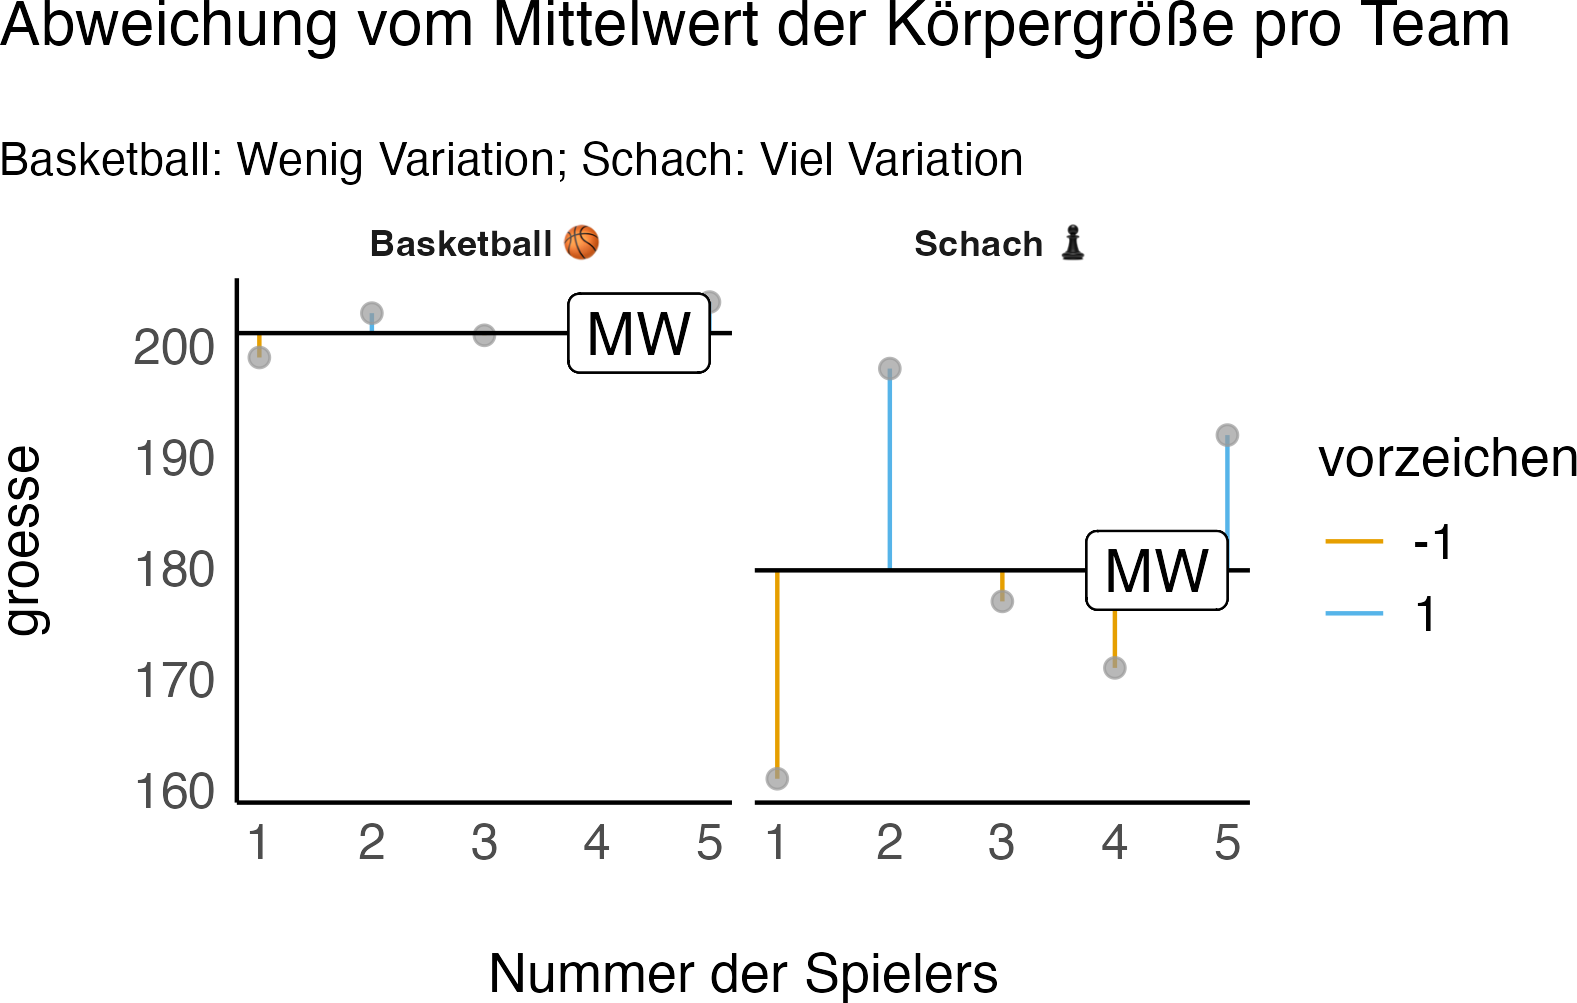 Abweichung vom Mittelwert der Körpergröße pro Team
Basketball: Wenig Variation; Schach: Viel Variation
Basketball 🏀
Schach ♟
groesse
200
190
180
170
160
MW
MW
1 2 3 4 5
1 2 3 4 5
Nummer der Spielers
vorzeichen
-1
1